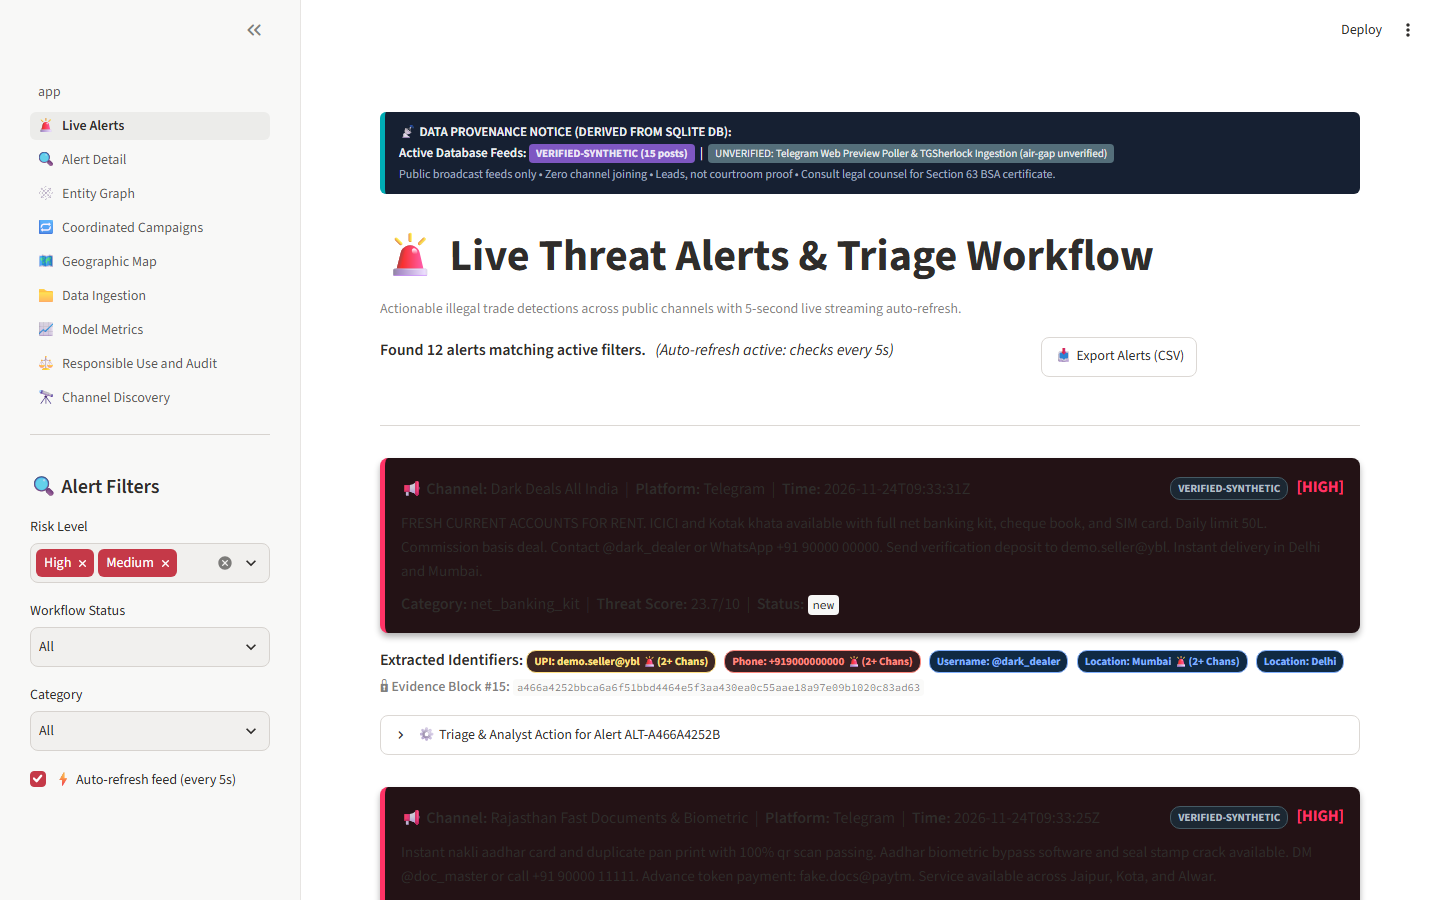 Deploy
app
Live Alerts
Alert Detail
Entity Graph
Coordinated Campaigns
Geographic Map
Data Ingestion
Model Metrics
Responsible Use and Audit
Channel Discovery
Alert Filters
Risk Level
High
Medium
Workflow Status
All
Category
All
Auto-refresh feed (every 5s)
DATA PROVENANCE NOTICE (DERIVED FROM SQLITE DB):
Active Database Feeds: VERIFIED-SYNTHETIC (15 posts) | UNVERIFIED: Telegram Web Preview Poller & TGSherlock Ingestion (air-gap unverified)
Public broadcast feeds only • Zero channel joining • Leads, not courtroom proof • Consult legal counsel for Section 63 BSA certificate.
Live Threat Alerts & Triage Workflow
Actionable illegal trade detections across public channels with 5-second live streaming auto-refresh.
Found 12 alerts matching active filters. (Auto-refresh active: checks every 5s)
Export Alerts (CSV)
Channel: Dark Deals All India | Platform: Telegram | Time: 2026-11-24T09:33:31Z
VERIFIED-SYNTHETIC [HIGH]
FRESH CURRENT ACCOUNTS FOR RENT. ICICI and Kotak khata available with full net banking kit, cheque book, and SIM card. Daily limit 50L.
Commission basis deal. Contact @dark_dealer or WhatsApp +91 90000 00000. Send verification deposit to demo.seller@ybl. Instant delivery in Delhi
and Mumbai.
Category: net_banking_kit | Threat Score: 23.7/10 | Status: new
Extracted Identifiers: UPI: demo.seller@ybl (2+ Chans) Phone: +919000000000 (2+ Chans) Username: @dark_dealer Location: Mumbai (2+ Chans) Location: Delhi
Evidence Block #15: a466a4252bbca6a6f51bbd4464e5f3aa430ea0c55aae18a97e09b1020c83ad63
Triage & Analyst Action for Alert ALT-A466A4252B
Channel: Rajasthan Fast Documents & Biometric | Platform: Telegram | Time: 2026-11-24T09:33:25Z
VERIFIED-SYNTHETIC [HIGH]
Instant nakli aadhar card and duplicate pan print with 100% qr scan passing. Aadhar biometric bypass software and seal stamp crack available. DM
@doc_master or call +91 90000 11111. Advance token payment: fake.docs@paytm. Service available across Jaipur, Kota, and Alwar.